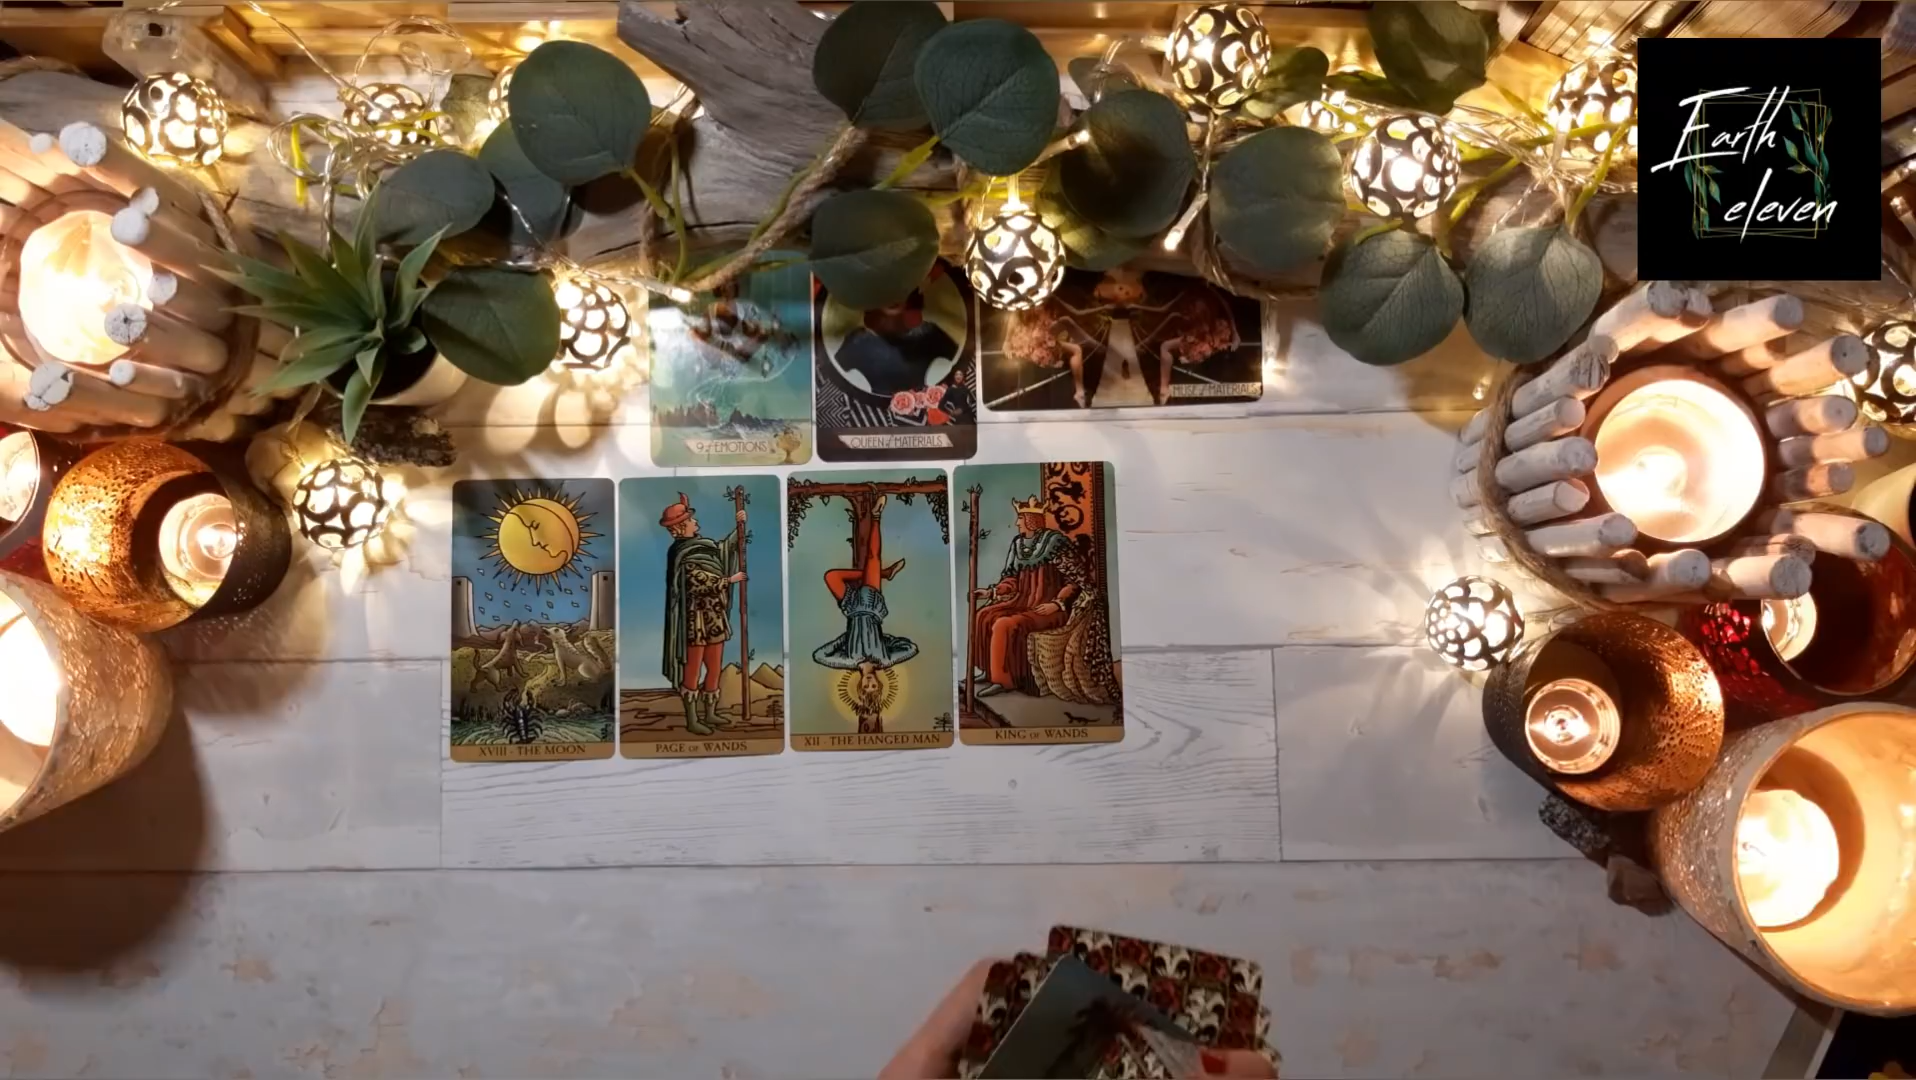 Earth
eleven
9 of EMOTIONS
QUEEN of MATERIALS
MUSE of MATERIALS
XVIII · THE MOON
PAGE OF WANDS
XII · THE HANGED MAN
KING OF WANDS